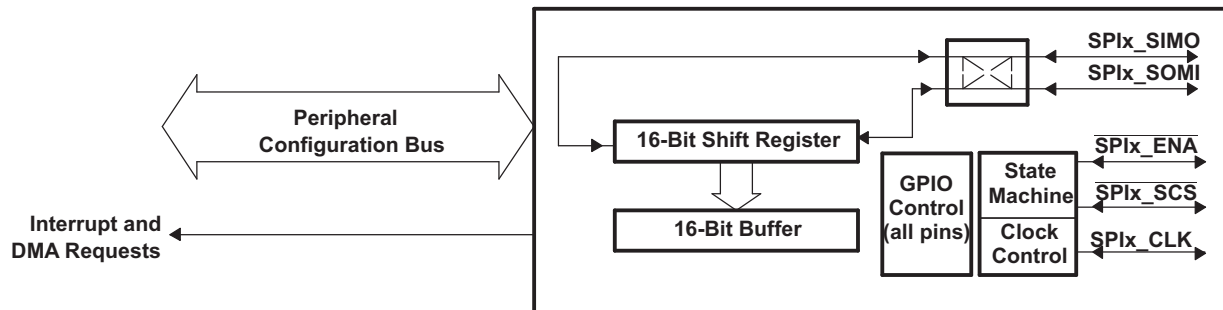 SPIx_SIMO
SPIx_SOMI
Peripheral
Configuration Bus
16-Bit Shift Register
SPIx_ENA
State
Machine
GPIO
Control
(all pins)
SPIx_SCS
Interrupt and
DMA Requests
16-Bit Buffer
Clock
Control
SPIx_CLK